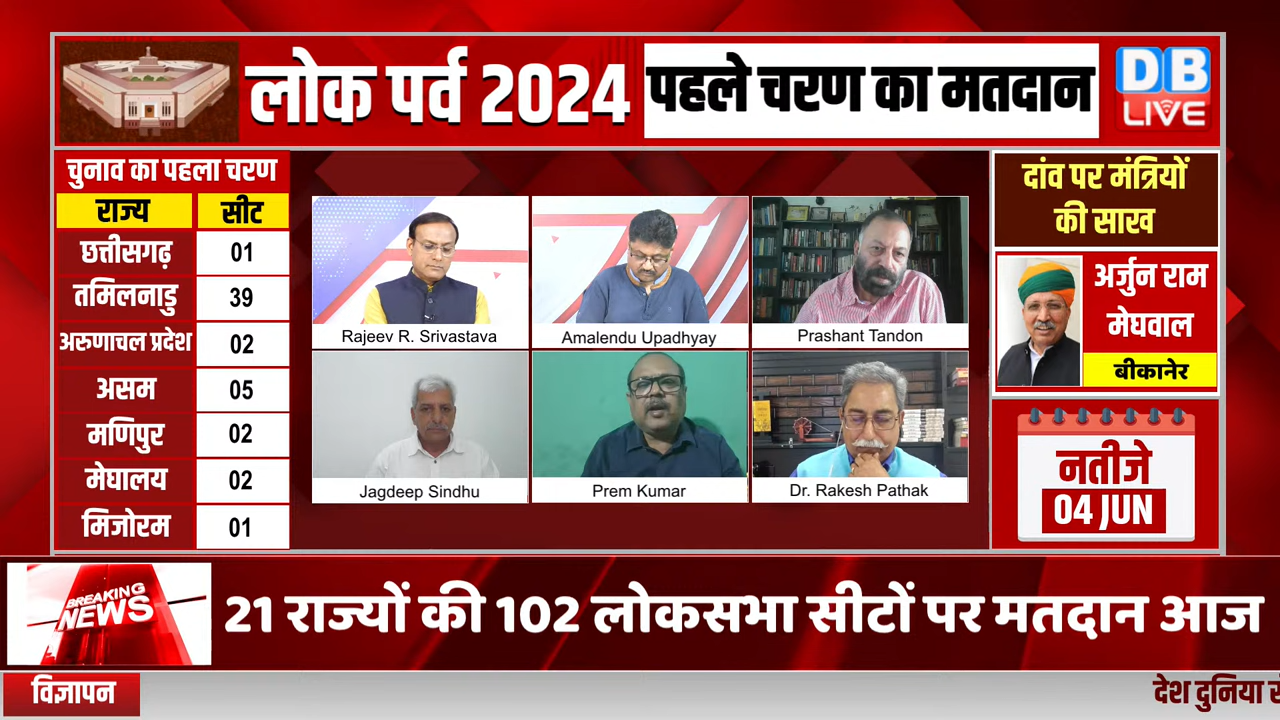 लोक पर्व 2024
पहले चरण का मतदान
DB
LIVE
चुनाव का पहला चरण
राज्य सीट
छत्तीसगढ़ 01
तमिलनाडु 39
अरुणाचल प्रदेश 02
असम 05
मणिपुर 02
मेघालय 02
मिजोरम 01
Rajeev R. Srivastava
Amalendu Upadhyay
Prashant Tandon
Jagdeep Sindhu
Prem Kumar
Dr. Rakesh Pathak
दांव पर मंत्रियों
की साख
अर्जुन राम
मेघवाल
बीकानेर
नतीजे
04 JUN
BREAKING
NEWS
21 राज्यों की 102 लोकसभा सीटों पर मतदान आज
विज्ञापन
देश दुनिया